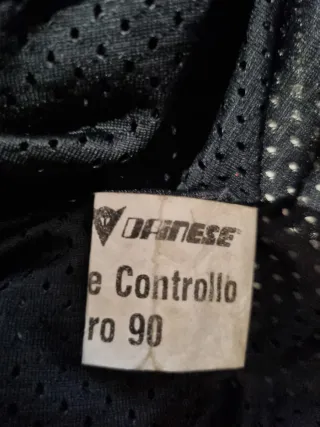 DAINESE
e Controllo
ro 90